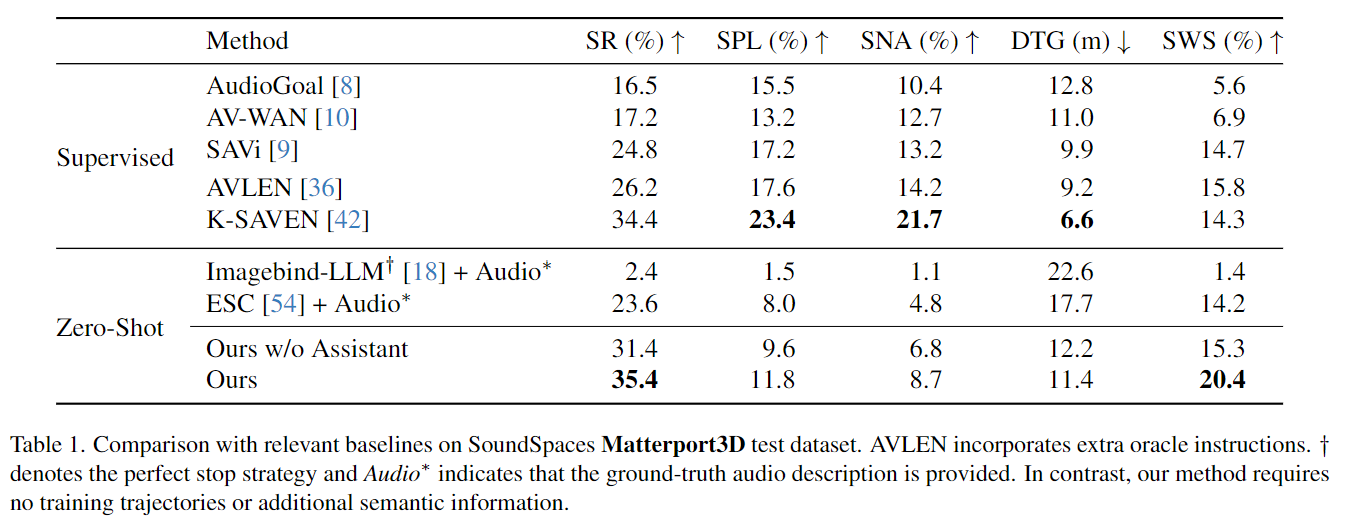 Method SR (%) ↑ SPL (%) ↑ SNA (%) ↑ DTG (m) ↓ SWS (%) ↑
Supervised
AudioGoal [8] 16.5 15.5 10.4 12.8 5.6
AV-WAN [10] 17.2 13.2 12.7 11.0 6.9
SAVi [9] 24.8 17.2 13.2 9.9 14.7
AVLEN [36] 26.2 17.6 14.2 9.2 15.8
K-SAVEN [42] 34.4 23.4 21.7 6.6 14.3
Zero-Shot
Imagebind-LLM† [18] + Audio* 2.4 1.5 1.1 22.6 1.4
ESC [54] + Audio* 23.6 8.0 4.8 17.7 14.2
Ours w/o Assistant 31.4 9.6 6.8 12.2 15.3
Ours 35.4 11.8 8.7 11.4 20.4
Table 1. Comparison with relevant baselines on SoundSpaces Matterport3D test dataset. AVLEN incorporates extra oracle instructions. †
denotes the perfect stop strategy and Audio* indicates that the ground-truth audio description is provided. In contrast, our method requires
no training trajectories or additional semantic information.